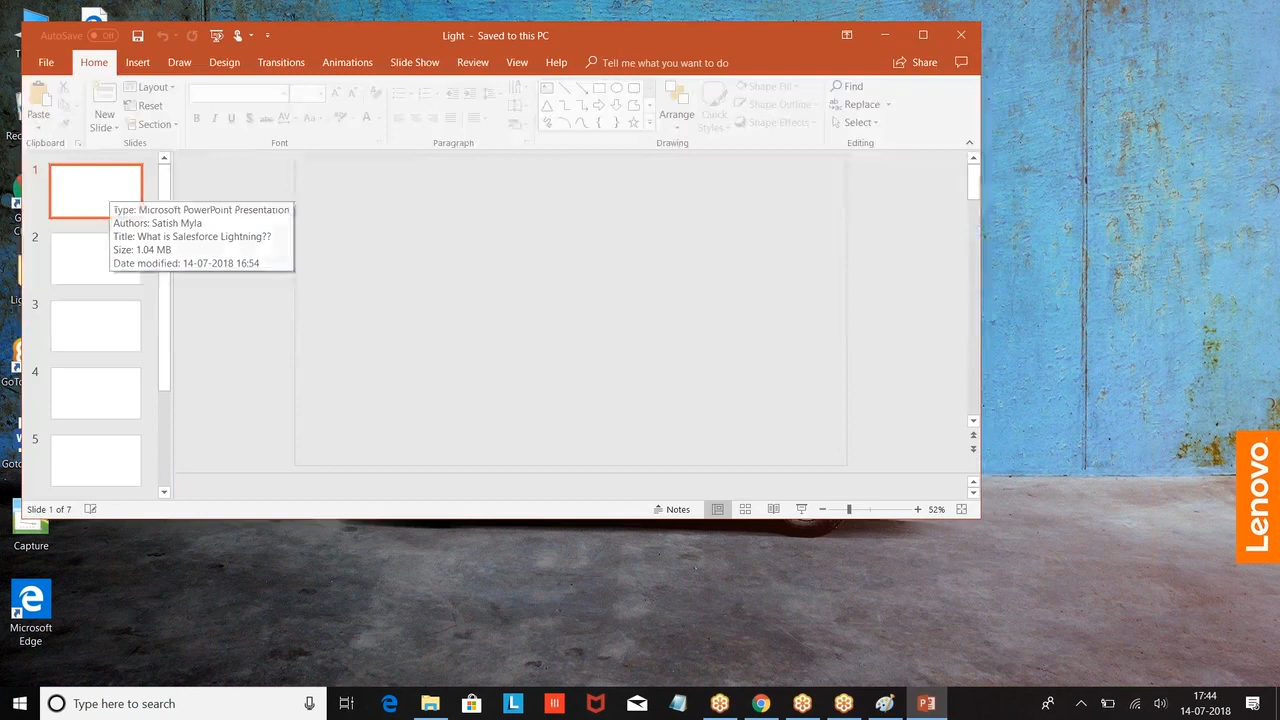 AutoSave Off
Light - Saved to this PC
File Home Insert Draw Design Transitions Animations Slide Show Review View Help Tell me what you want to do Share
Paste
Clipboard
New
Slide
Layout
Reset
Section
Slides
B I U S abc AV Aa A
Font
Paragraph
Arrange
Quick
Styles
Shape Fill
Shape Outline
Shape Effects
Drawing
Find
Replace
Select
Editing
1
2
3
4
5
Type: Microsoft PowerPoint Presentation
Authors: Satish Myla
Title: What is Salesforce Lightning??
Size: 1.04 MB
Date modified: 14-07-2018 16:54
Slide 1 of 7
Notes
52%
Capture
Microsoft
Edge
Lenovo
Type here to search
17:44
14-07-2018